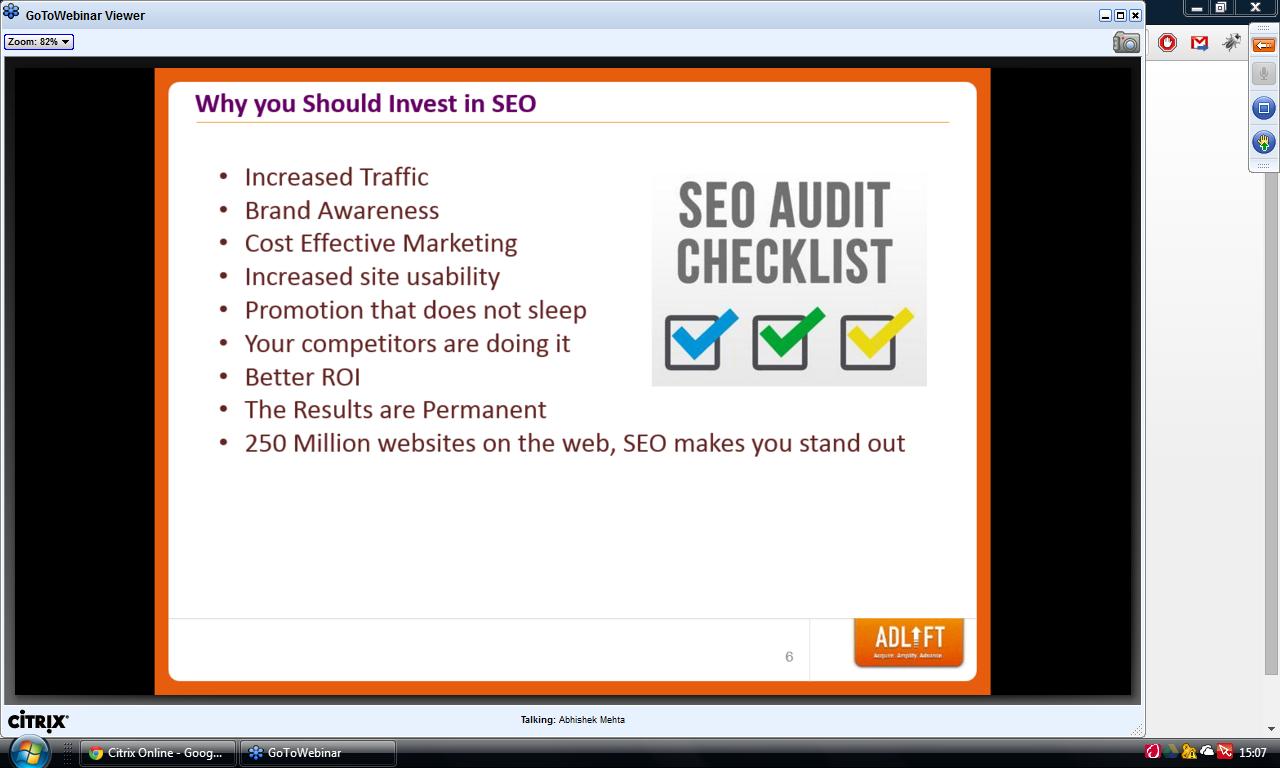 GoToWebinar Viewer
Zoom: 82%
Why you Should Invest in SEO
• Increased Traffic
• Brand Awareness
• Cost Effective Marketing
• Increased site usability
• Promotion that does not sleep
• Your competitors are doing it
• Better ROI
• The Results are Permanent
• 250 Million websites on the web, SEO makes you stand out
SEO AUDIT
CHECKLIST
6
ADLIFT
Acquire. Amplify. Advance.
CİTRIX®
Talking: Abhishek Mehta
Citrix Online - Goog...
GoToWebinar
15:07